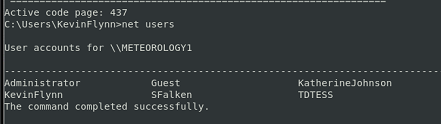 Active code page: 437
C:\Users\KevinFlynn>net users
User accounts for \\METEOROLOGY1
-------------------------------------------------------------------------------
Administrator Guest KatherineJohnson
KevinFlynn SFalken TDTESS
The command completed successfully.